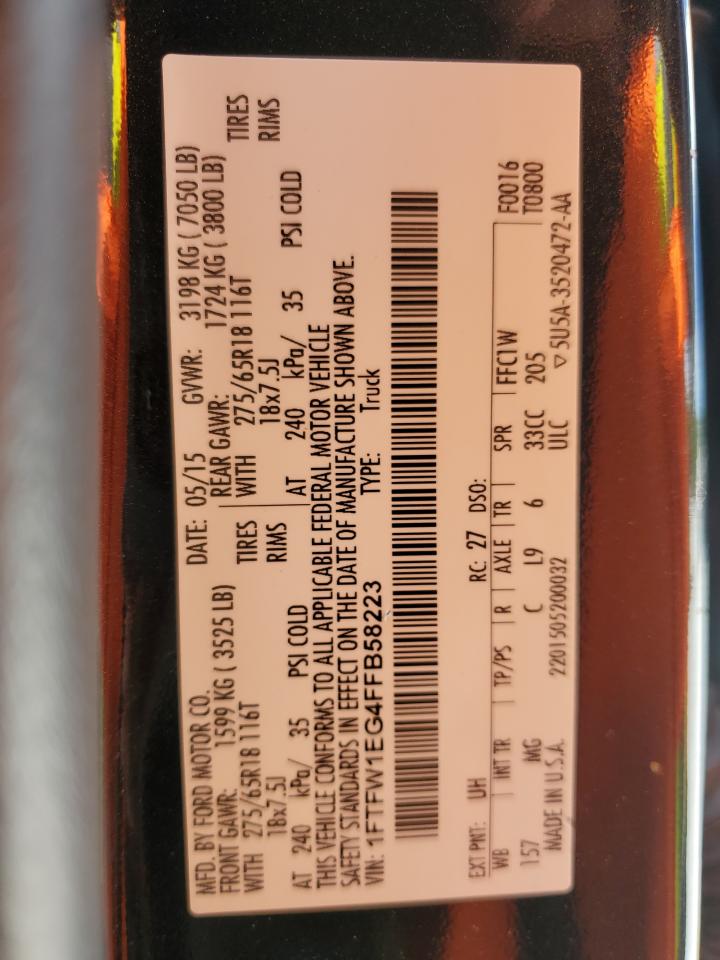 MFD. BY FORD MOTOR CO. DATE: 05/15 GVWR: 3198 KG ( 7050 LB)
FRONT GAWR: 1599 KG ( 3525 LB) REAR GAWR: 1724 KG ( 3800 LB)
WITH 275/65R18 116T TIRES WITH 275/65R18 116T TIRES
18x7.5J RIMS 18x7.5J RIMS
AT 240 kPa/ 35 PSI COLD AT 240 kPa/ 35 PSI COLD
THIS VEHICLE CONFORMS TO ALL APPLICABLE FEDERAL MOTOR VEHICLE
SAFETY STANDARDS IN EFFECT ON THE DATE OF MANUFACTURE SHOWN ABOVE.
VIN: 1FTFW1EG4FFB58223 TYPE: Truck
EXT PNT: UH RC: 27 DSO:
WB INT TR TP/PS R AXLE TR SPR FFC1W F0016
157 MG C L9 6 33CC 205 T0800
MADE IN U.S.A. 2201505200032 ULC ▽ 5U5A-3520472-AA